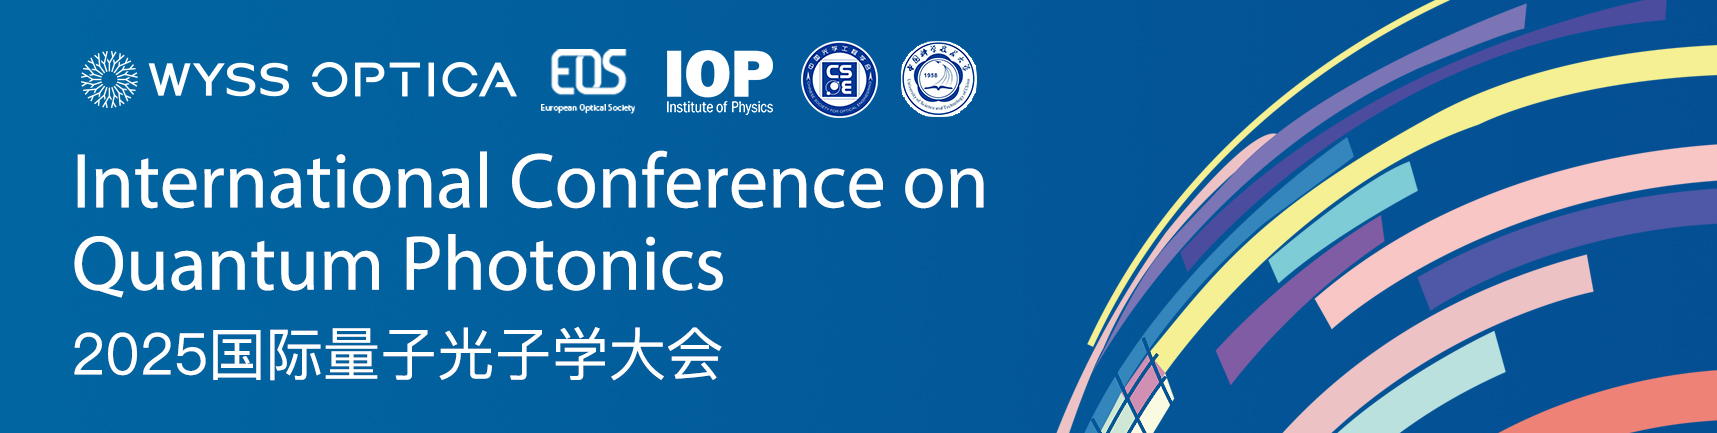 WYSS OPTICA
EOS
European Optical Society
IOP
Institute of Physics
CS
OE
1958
International Conference on
Quantum Photonics
2025国际量子光子学大会